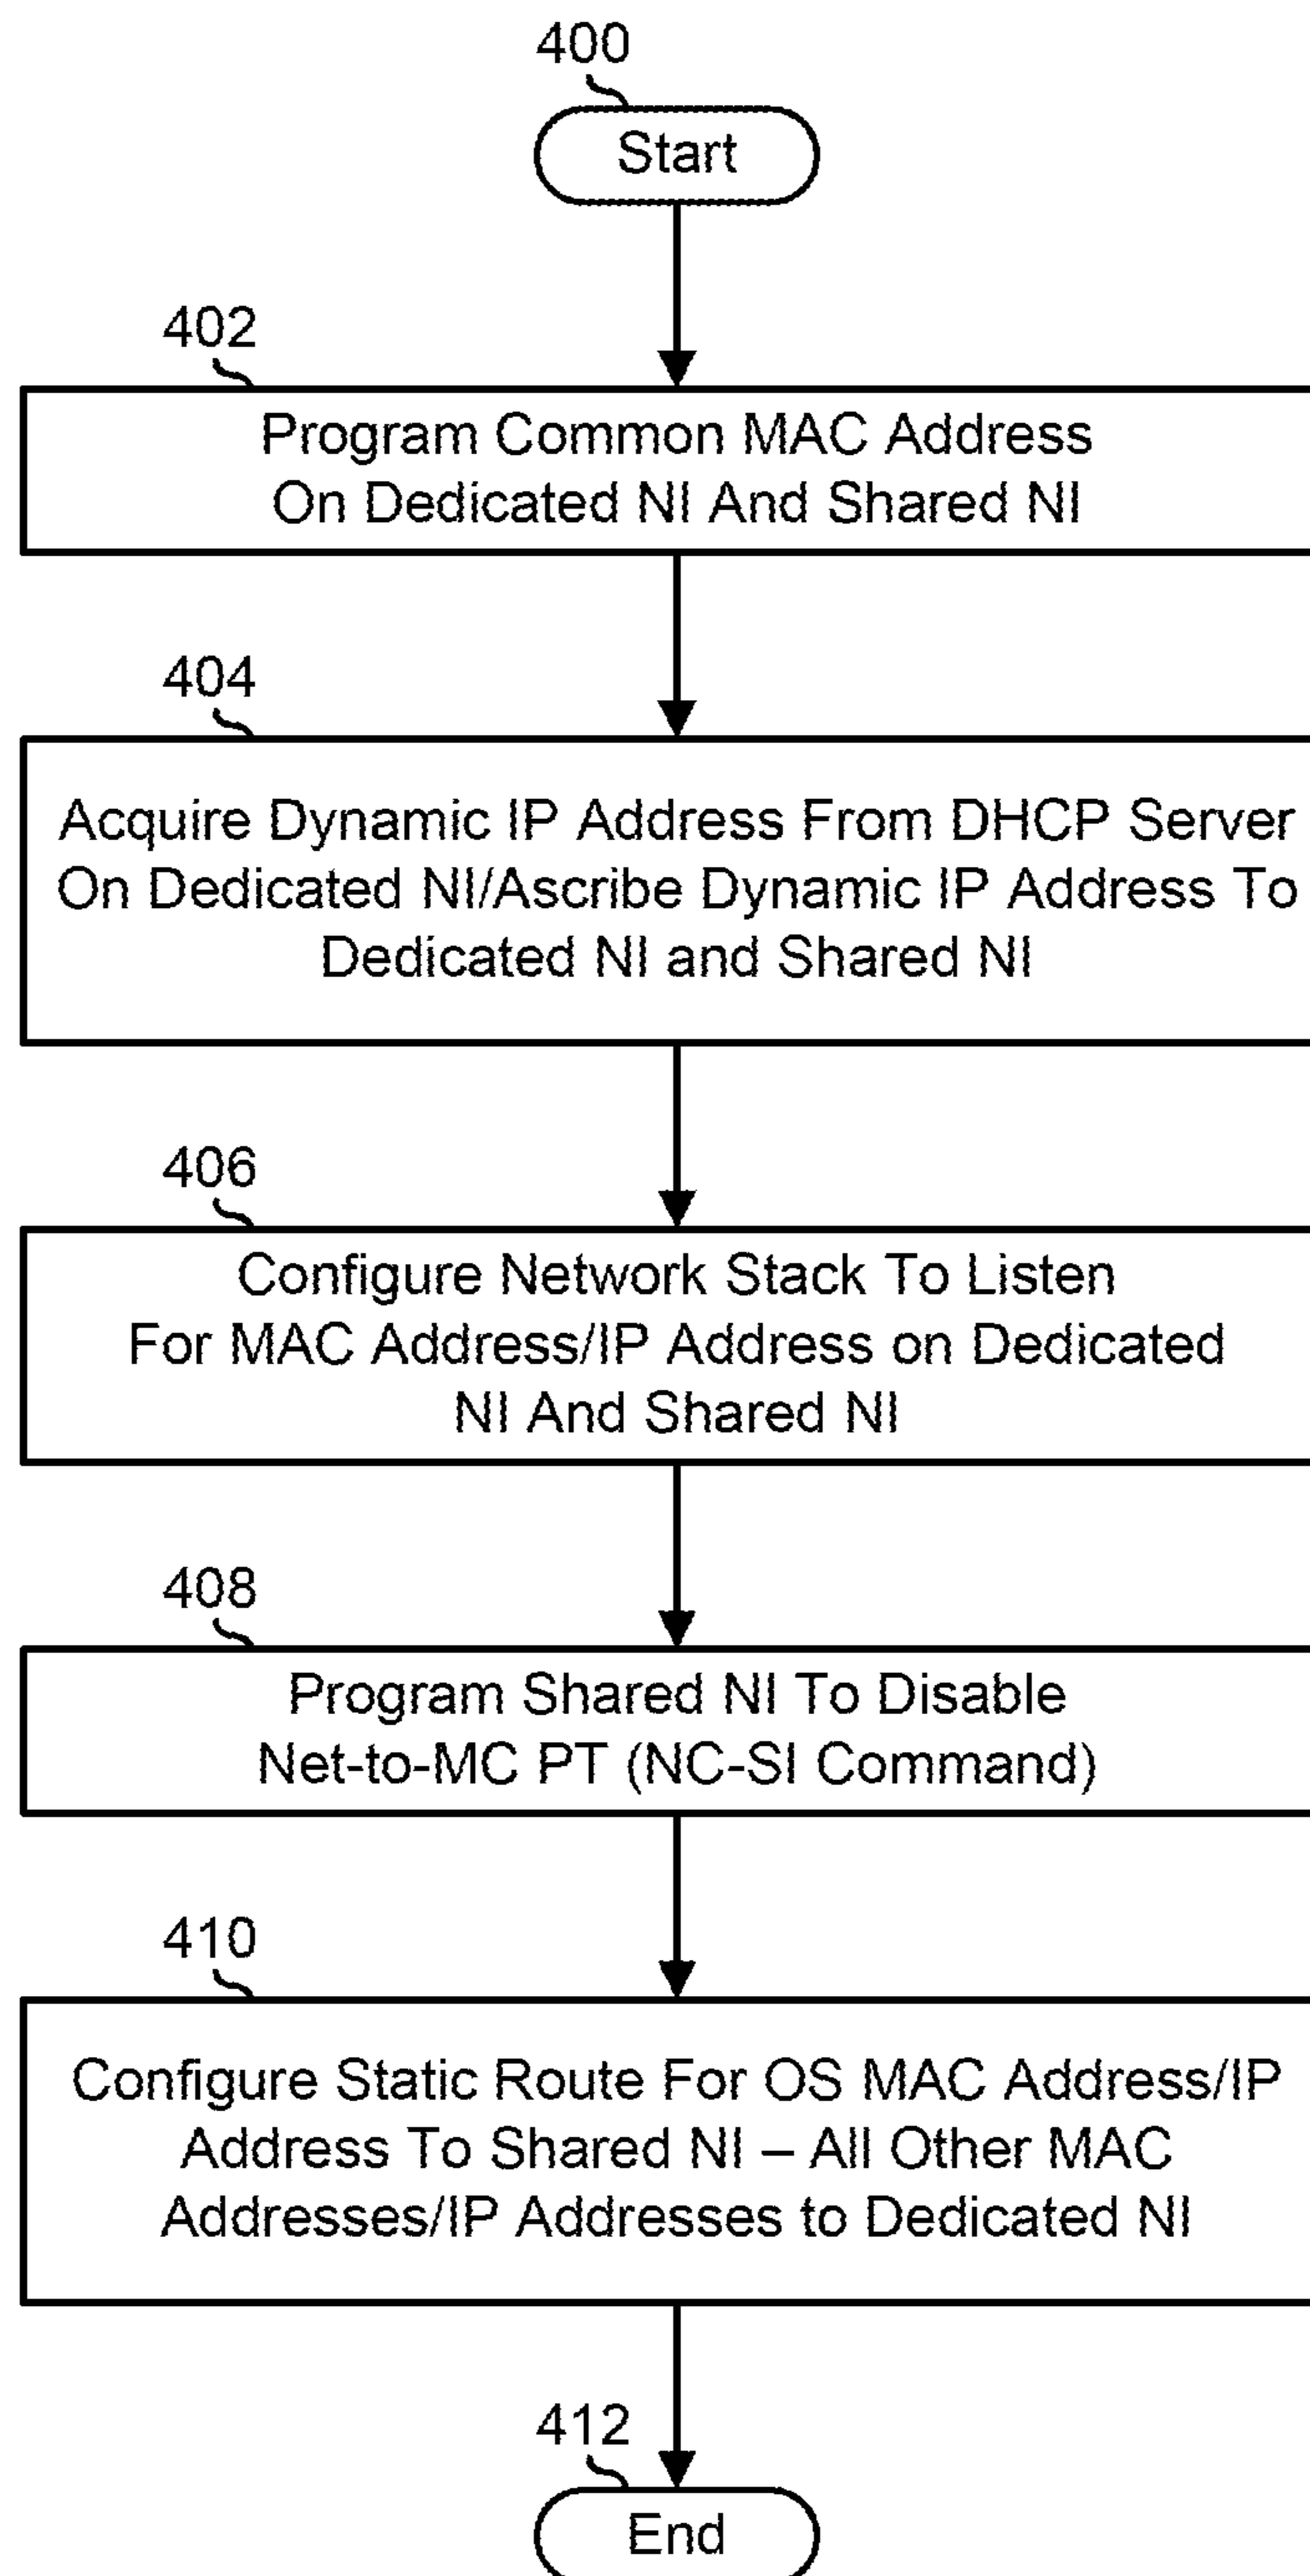 400
Start
402
Program Common MAC Address
On Dedicated NI And Shared NI
404
Acquire Dynamic IP Address From DHCP Server
On Dedicated NI/Ascribe Dynamic IP Address To
Dedicated NI and Shared NI
406
Configure Network Stack To Listen
For MAC Address/IP Address on Dedicated
NI And Shared NI
408
Program Shared NI To Disable
Net-to-MC PT (NC-SI Command)
410
Configure Static Route For OS MAC Address/IP
Address To Shared NI – All Other MAC
Addresses/IP Addresses to Dedicated NI
412
End